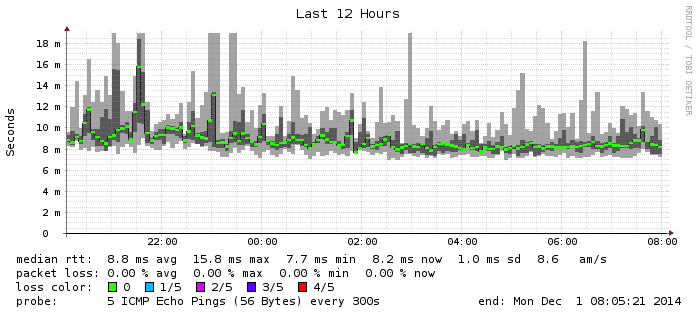 Last 12 Hours
RRDTOOL / TOBI OETIKER
Seconds
18 m
16 m
14 m
12 m
10 m
8 m
6 m
4 m
2 m
0
22:00 00:00 02:00 04:00 06:00 08:00
median rtt: 8.8 ms avg 15.8 ms max 7.7 ms min 8.2 ms now 1.0 ms sd 8.6 am/s
packet loss: 0.00 % avg 0.00 % max 0.00 % min 0.00 % now
loss color: 0 1/5 2/5 3/5 4/5
probe: 5 ICMP Echo Pings (56 Bytes) every 300s end: Mon Dec 1 08:05:21 2014